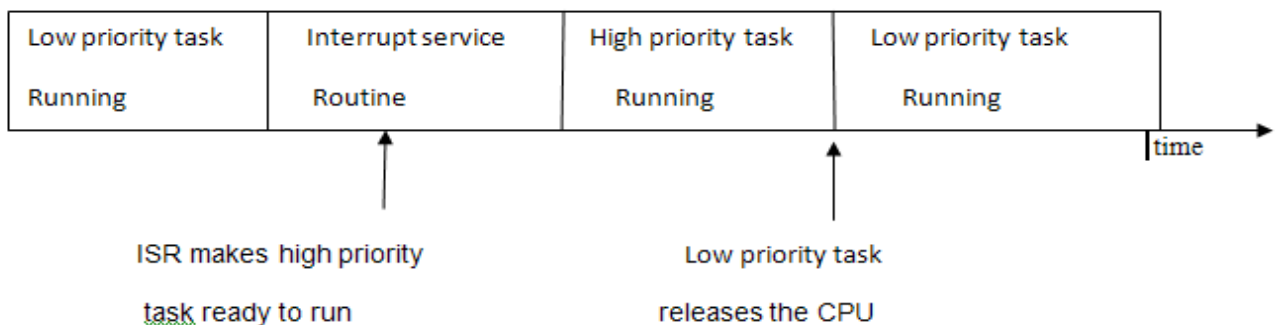 Low priority task
Running
Interrupt service
Routine
High priority task
Running
Low priority task
Running
time
ISR makes high priority
task ready to run
Low priority task
releases the CPU